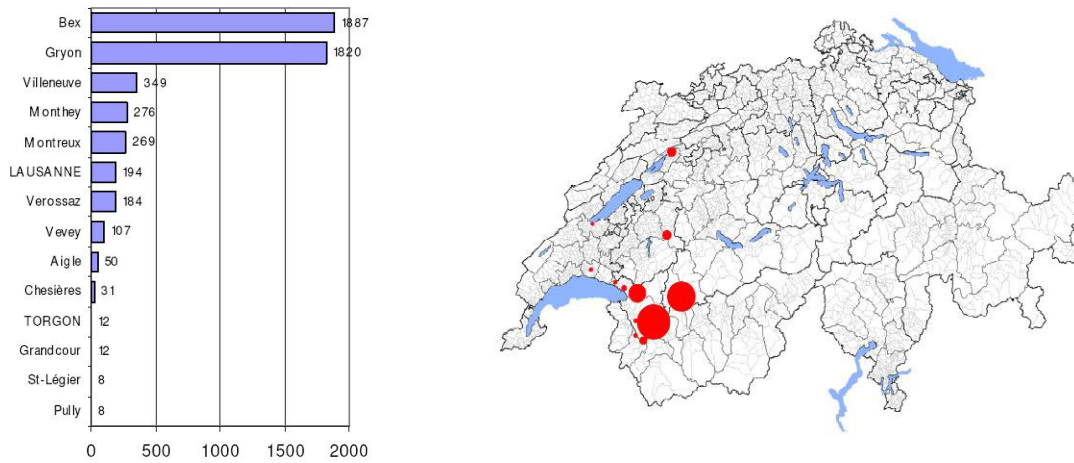 Bex 1887
Gryon 1820
Villeneuve 349
Monthey 276
Montreux 269
LAUSANNE 194
Verossaz 184
Vevey 107
Aigle 50
Chesières 31
TORGON 12
Grandcour 12
St-Légier 8
Pully 8
0 500 1000 1500 2000